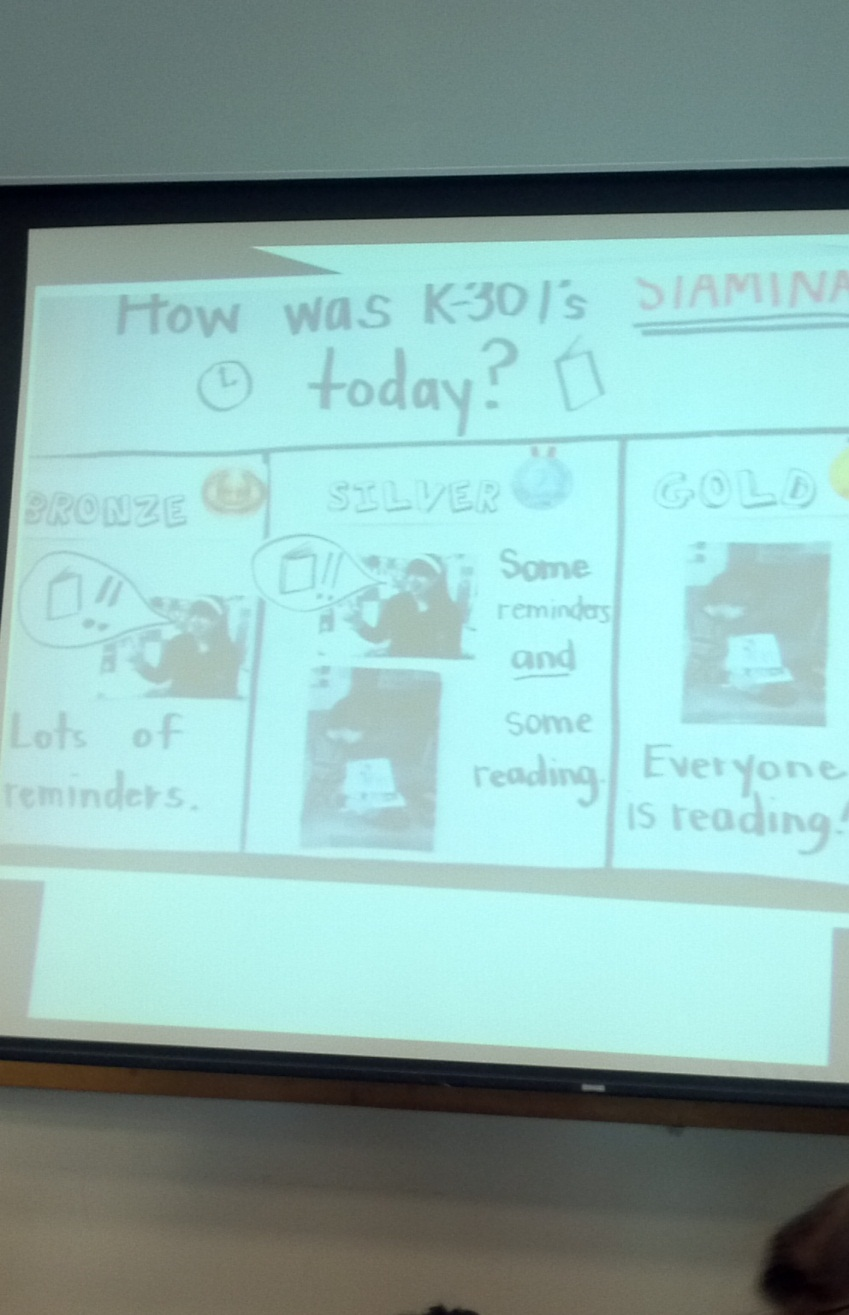 How was K-301's STAMINA
today?
BRONZE
!!
Lots of
reminders.
SILVER
!!
Some
reminders
and
some
reading.
GOLD
Everyone
is reading!